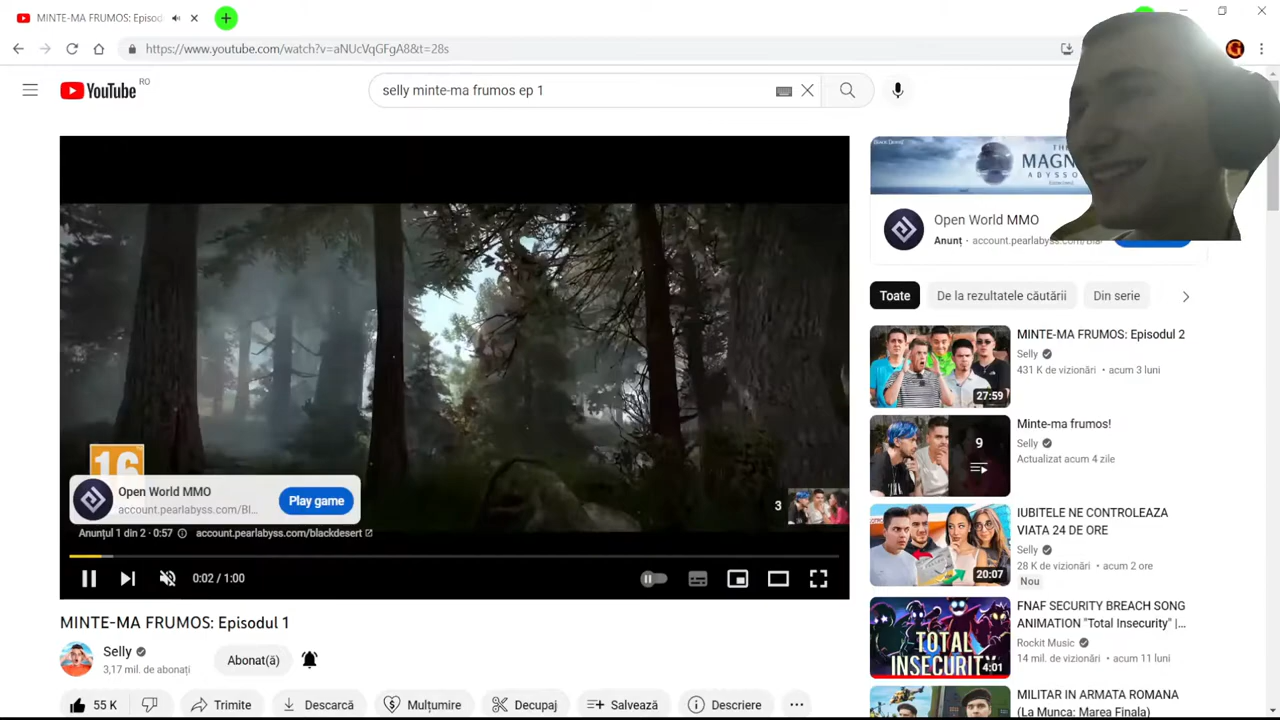 MINTE-MA FRUMOS: Episod
https://www.youtube.com/watch?v=aNUcVqGFgA8&t=28s
YouTube RO
selly minte-ma frumos ep 1
MAGN
ABYSS
Open World MMO
Anunț · account.pearlabyss.com/Bla
Toate
De la rezultatele căutării
Din serie
MINTE-MA FRUMOS: Episodul 2
Selly
431 K de vizionări • acum 3 luni
27:59
Minte-ma frumos!
Selly
Actualizat acum 4 zile
9
IUBITELE NE CONTROLEAZA
VIATA 24 DE ORE
Selly
28 K de vizionări • acum 2 ore
Nou
20:07
FNAF SECURITY BREACH SONG
ANIMATION "Total Insecurity" |...
Rockit Music
14 mil. de vizionări • acum 11 luni
TOTAL
INSECURITY
4:01
MILITAR IN ARMATA ROMANA
(La Munca: Marea Finala)
16
Open World MMO
account.pearlabyss.com/Bl...
Play game
3
Anunțul 1 din 2 · 0:57 account.pearlabyss.com/blackdesert
0:02 / 1:00
MINTE-MA FRUMOS: Episodul 1
Selly
3,17 mil. de abonați
Abonat(ă)
55 K
Trimite
Descarcă
Mulțumire
Decupaj
Salvează
Descriere